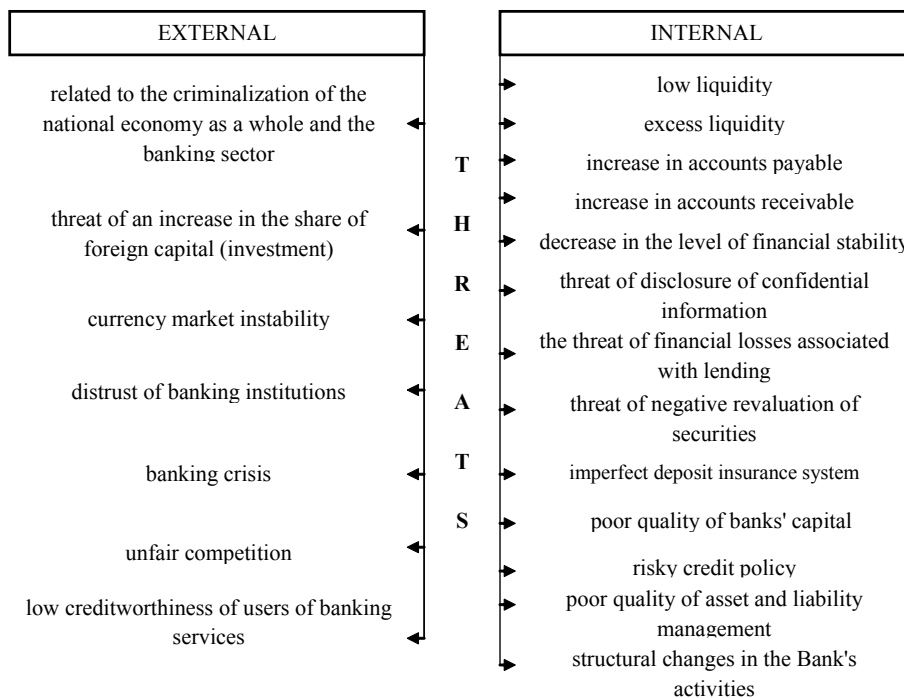 EXTERNAL
related to the criminalization of the
national economy as a whole and the
banking sector
threat of an increase in the share of
foreign capital (investment)
currency market instability
distrust of banking institutions
banking crisis
unfair competition
low creditworthiness of users of banking
services
T
H
R
E
A
T
S
INTERNAL
low liquidity
excess liquidity
increase in accounts payable
increase in accounts receivable
decrease in the level of financial stability
threat of disclosure of confidential
information
the threat of financial losses associated
with lending
threat of negative revaluation of
securities
imperfect deposit insurance system
poor quality of banks' capital
risky credit policy
poor quality of asset and liability
management
structural changes in the Bank's
activities